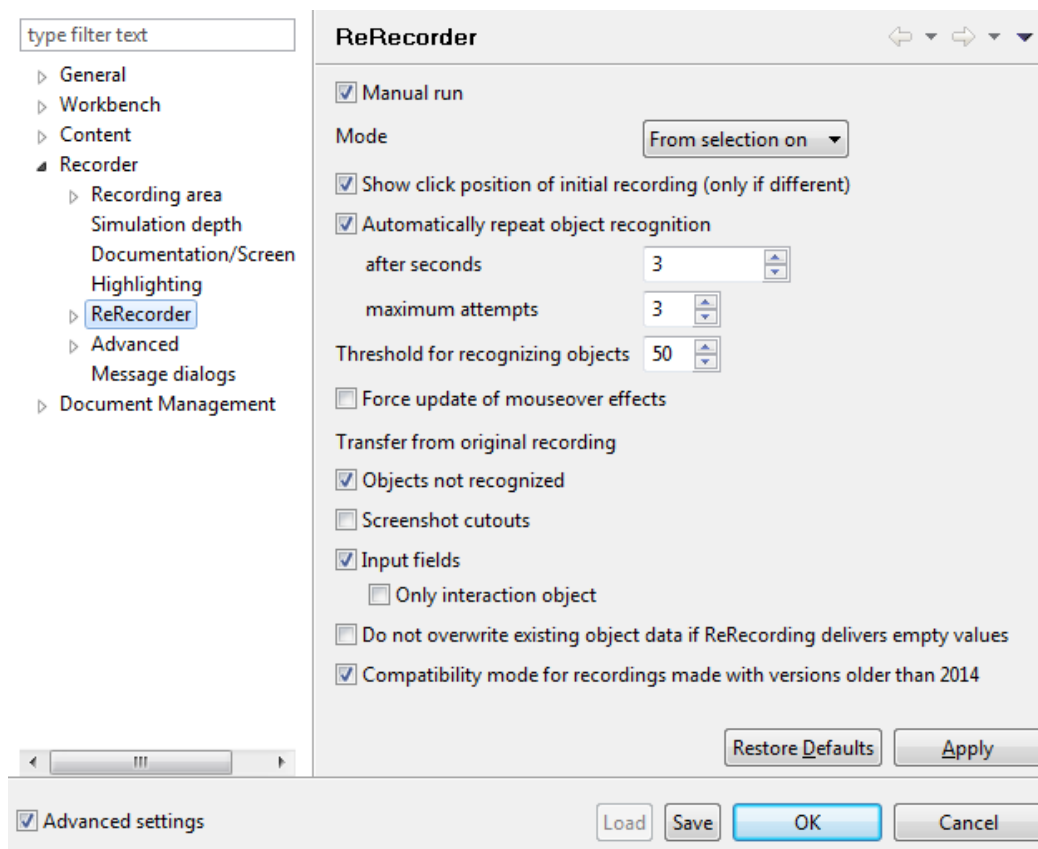 type filter text
General
Workbench
Content
Recorder
Recording area
Simulation depth
Documentation/Screen
Highlighting
ReRecorder
Advanced
Message dialogs
Document Management
ReRecorder
Manual run
Mode From selection on
Show click position of initial recording (only if different)
Automatically repeat object recognition
after seconds 3
maximum attempts 3
Threshold for recognizing objects 50
Force update of mouseover effects
Transfer from original recording
Objects not recognized
Screenshot cutouts
Input fields
Only interaction object
Do not overwrite existing object data if ReRecording delivers empty values
Compatibility mode for recordings made with versions older than 2014
Restore Defaults Apply
Advanced settings Load Save OK Cancel